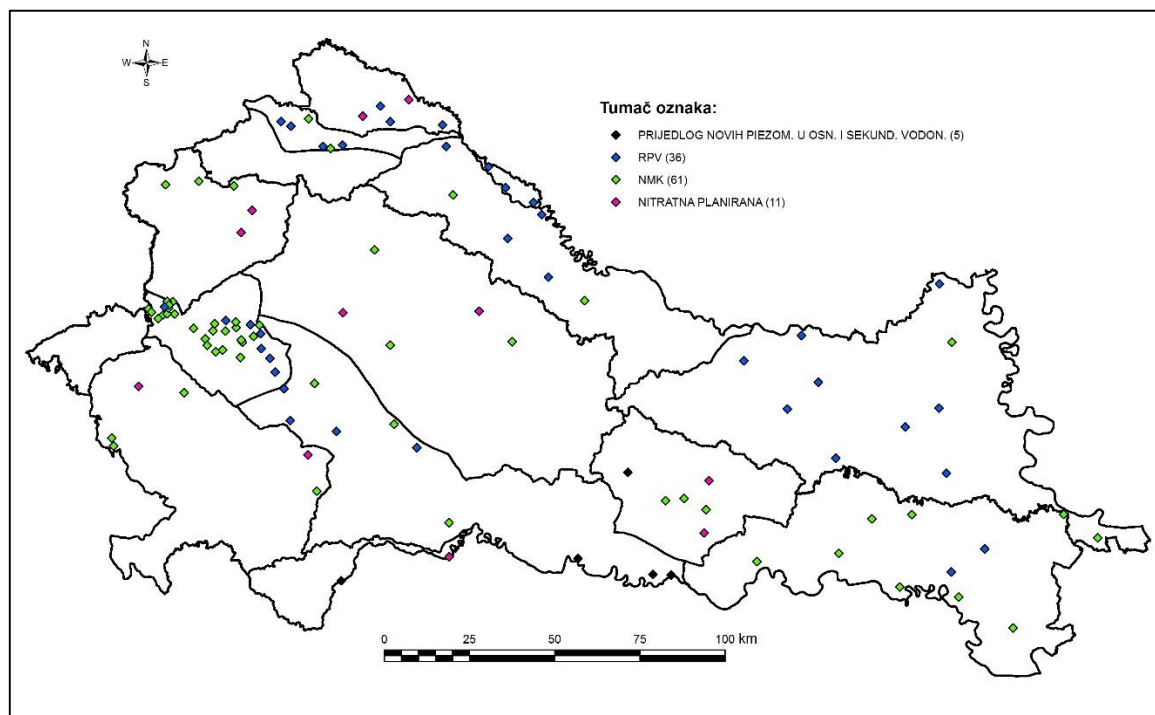 N
W E
S
Tumač oznaka:
PRIJEDLOG NOVIH PIEZOM. U OSN. I SEKUND. VODON. (5)
RPV (36)
NMK (61)
NITRATNA PLANIRANA (11)
0 25 50 75 100 km